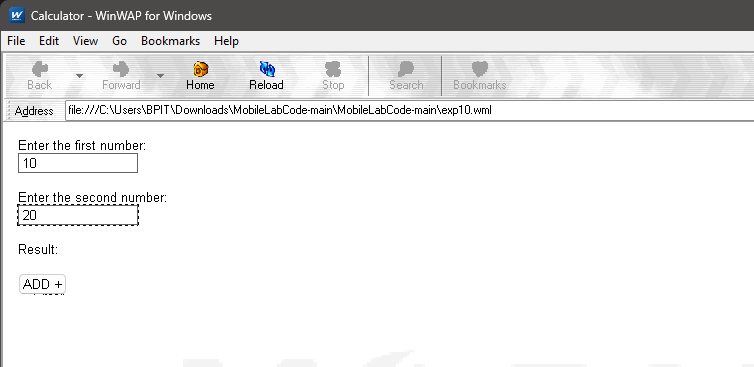 W Calculator - WinWAP for Windows
File Edit View Go Bookmarks Help
Back Forward Home Reload Stop Search Bookmarks
Address file:///C:\Users\BPIT\Downloads\MobileLabCode-main\MobileLabCode-main\exp10.wml
Enter the first number:
10
Enter the second number:
20
Result:
ADD +